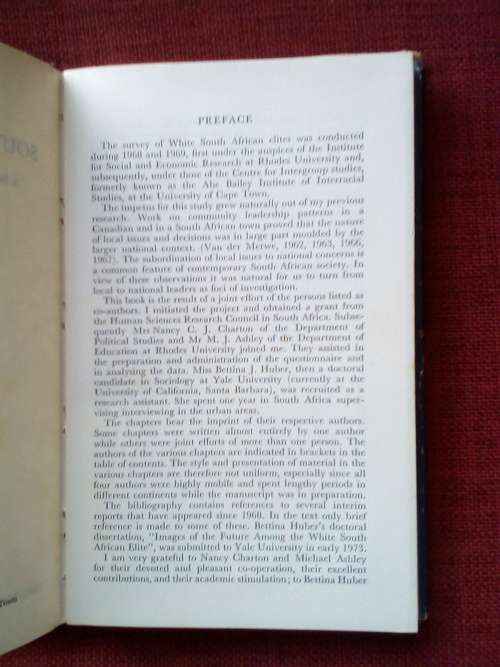 SOU
PREFACE
The survey of White South African elites was conducted
during 1968 and 1969, first under the auspices of the Institute
for Social and Economic Research at Rhodes University and,
subsequently, under those of the Centre for Intergroup studies,
formerly known as the Abe Bailey Institute of Interracial
Studies, at the University of Cape Town.
The impetus for this study grew naturally out of my previous
research. Work on community leadership patterns in a
Canadian and in a South African town proved that the nature
of local issues and decisions was in large part moulded by the
larger national context. (Van der Merwe, 1962, 1963, 1966,
1967). The subordination of local issues to national concerns is
a common feature of contemporary South African society. In
view of these observations it was natural for us to turn from
local to national leaders as foci of investigation.
This book is the result of a joint effort of the persons listed as
co-authors. I initiated the project and obtained a grant from
the Human Sciences Research Council in South Africa. Subse-
quently Mrs Nancy C. J. Charton of the Department of
Political Studies and Mr M. J. Ashley of the Department of
Education at Rhodes University joined me. They assisted in
the preparation and administration of the questionnaire and
in analysing the data. Miss Bettina J. Huber, then a doctoral
candidate in Sociology at Yale University (currently at the
University of California, Santa Barbara), was recruited as a
research assistant. She spent one year in South Africa super-
vising interviewing in the urban areas.
The chapters bear the imprint of their respective authors.
Some chapters were written almost entirely by one author
while others were joint efforts of more than one person. The
authors of the various chapters are indicated in brackets in the
table of contents. The style and presentation of material in the
various chapters are therefore not uniform, especially since all
four authors were highly mobile and spent lengthy periods in
different continents while the manuscript was in preparation.
The bibliography contains references to several interim
reports that have appeared since 1968. In the text only brief
reference is made to some of these. Bettina Huber's doctoral
dissertation, "Images of the Future Among the White South
African Elite", was submitted to Yale University in early 1973.
I am very grateful to Nancy Charton and Michael Ashley
for their devoted and pleasant co-operation, their excellent
contributions, and their academic stimulation; to Bettina Huber
Town